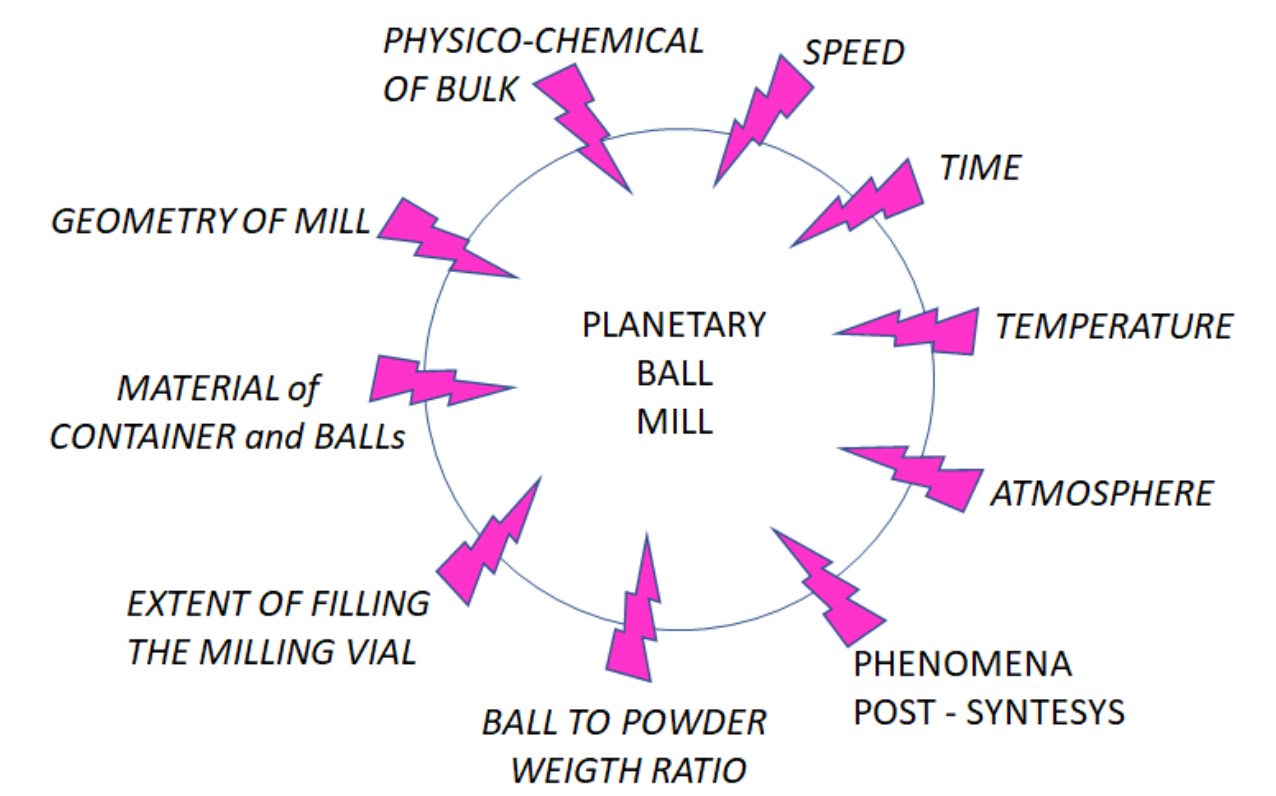 PHYSICO-CHEMICAL
OF BULK
SPEED
TIME
GEOMETRY OF MILL
TEMPERATURE
PLANETARY
BALL
MILL
MATERIAL of
CONTAINER and BALLs
ATMOSPHERE
EXTENT OF FILLING
THE MILLING VIAL
PHENOMENA
POST - SYNTESYS
BALL TO POWDER
WEIGTH RATIO